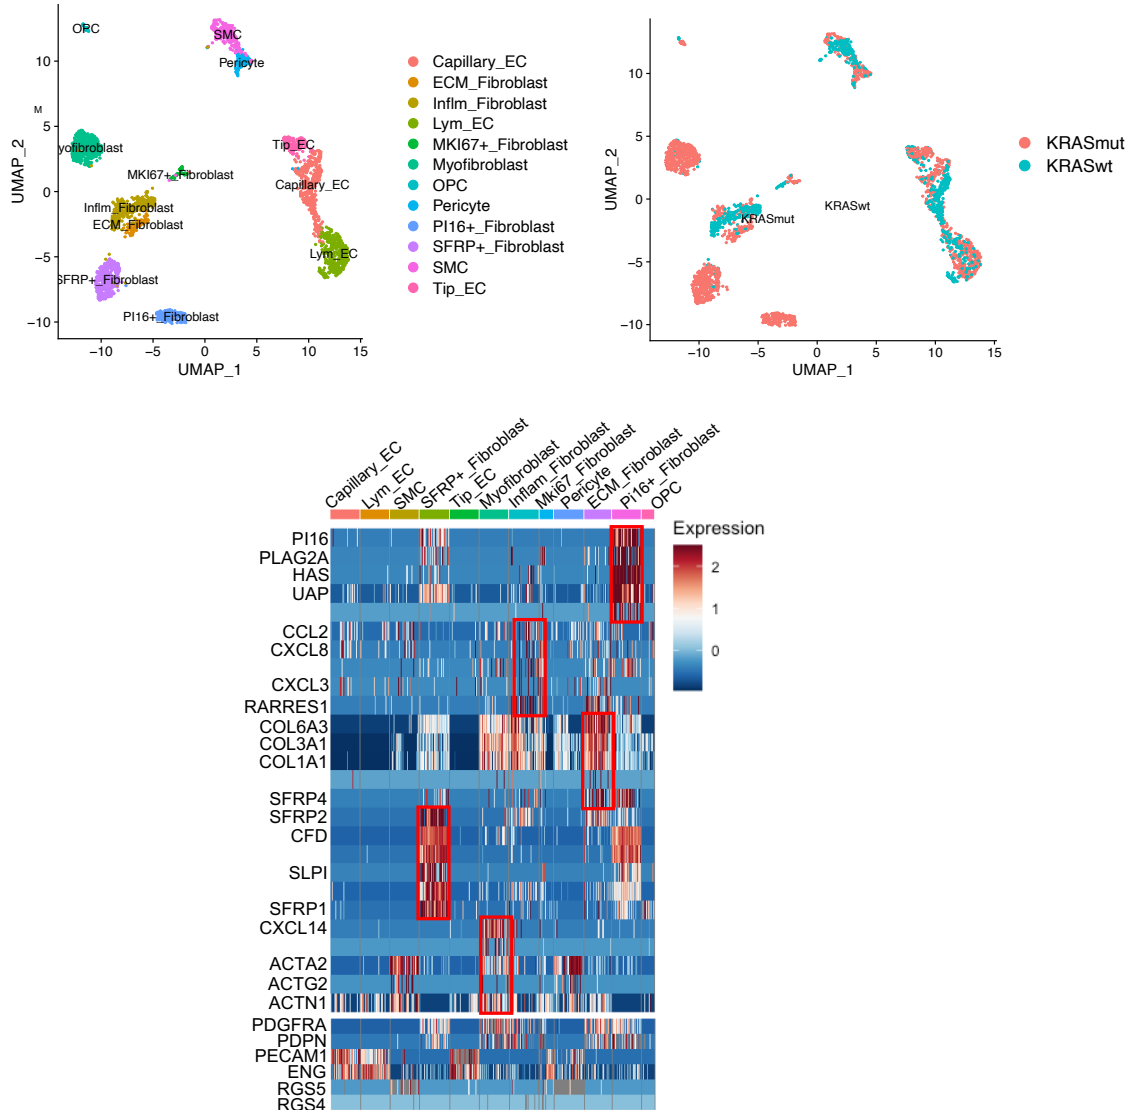 OPC
SMC
Pericyte
M
yofibroblast
Tip_EC
MKI67+_Fibroblast
Capillary_EC
Inflm_Fibroblast
ECM_Fibroblast
Lym_EC
SFRP+_Fibroblast
PI16+_Fibroblast
10
5
0
−5
−10
UMAP_2
−10
−5
0
5
10
15
UMAP_1
Capillary_EC
ECM_Fibroblast
Inflm_Fibroblast
Lym_EC
MKI67+_Fibroblast
Myofibroblast
OPC
Pericyte
PI16+_Fibroblast
SFRP+_Fibroblast
SMC
Tip_EC
10
5
0
−5
−10
UMAP_2
KRASmut
KRASwt
−10
−5
0
5
10
15
UMAP_1
KRASmut
KRASwt
Capillary_EC
Lym_EC
SMC
SFRP+_Fibroblast
Tip_EC
Myofibroblast
Inflam_Fibroblast
Mki67_Fibroblast
Pericyte
ECM_Fibroblast
Pi16+_Fibroblast
OPC
PI16
PLAG2A
HAS
UAP
CCL2
CXCL8
CXCL3
RARRES1
COL6A3
COL3A1
COL1A1
SFRP4
SFRP2
CFD
SLPI
SFRP1
CXCL14
ACTA2
ACTG2
ACTN1
PDGFRA
PDPN
PECAM1
ENG
RGS5
RGS4
Expression
2
1
0